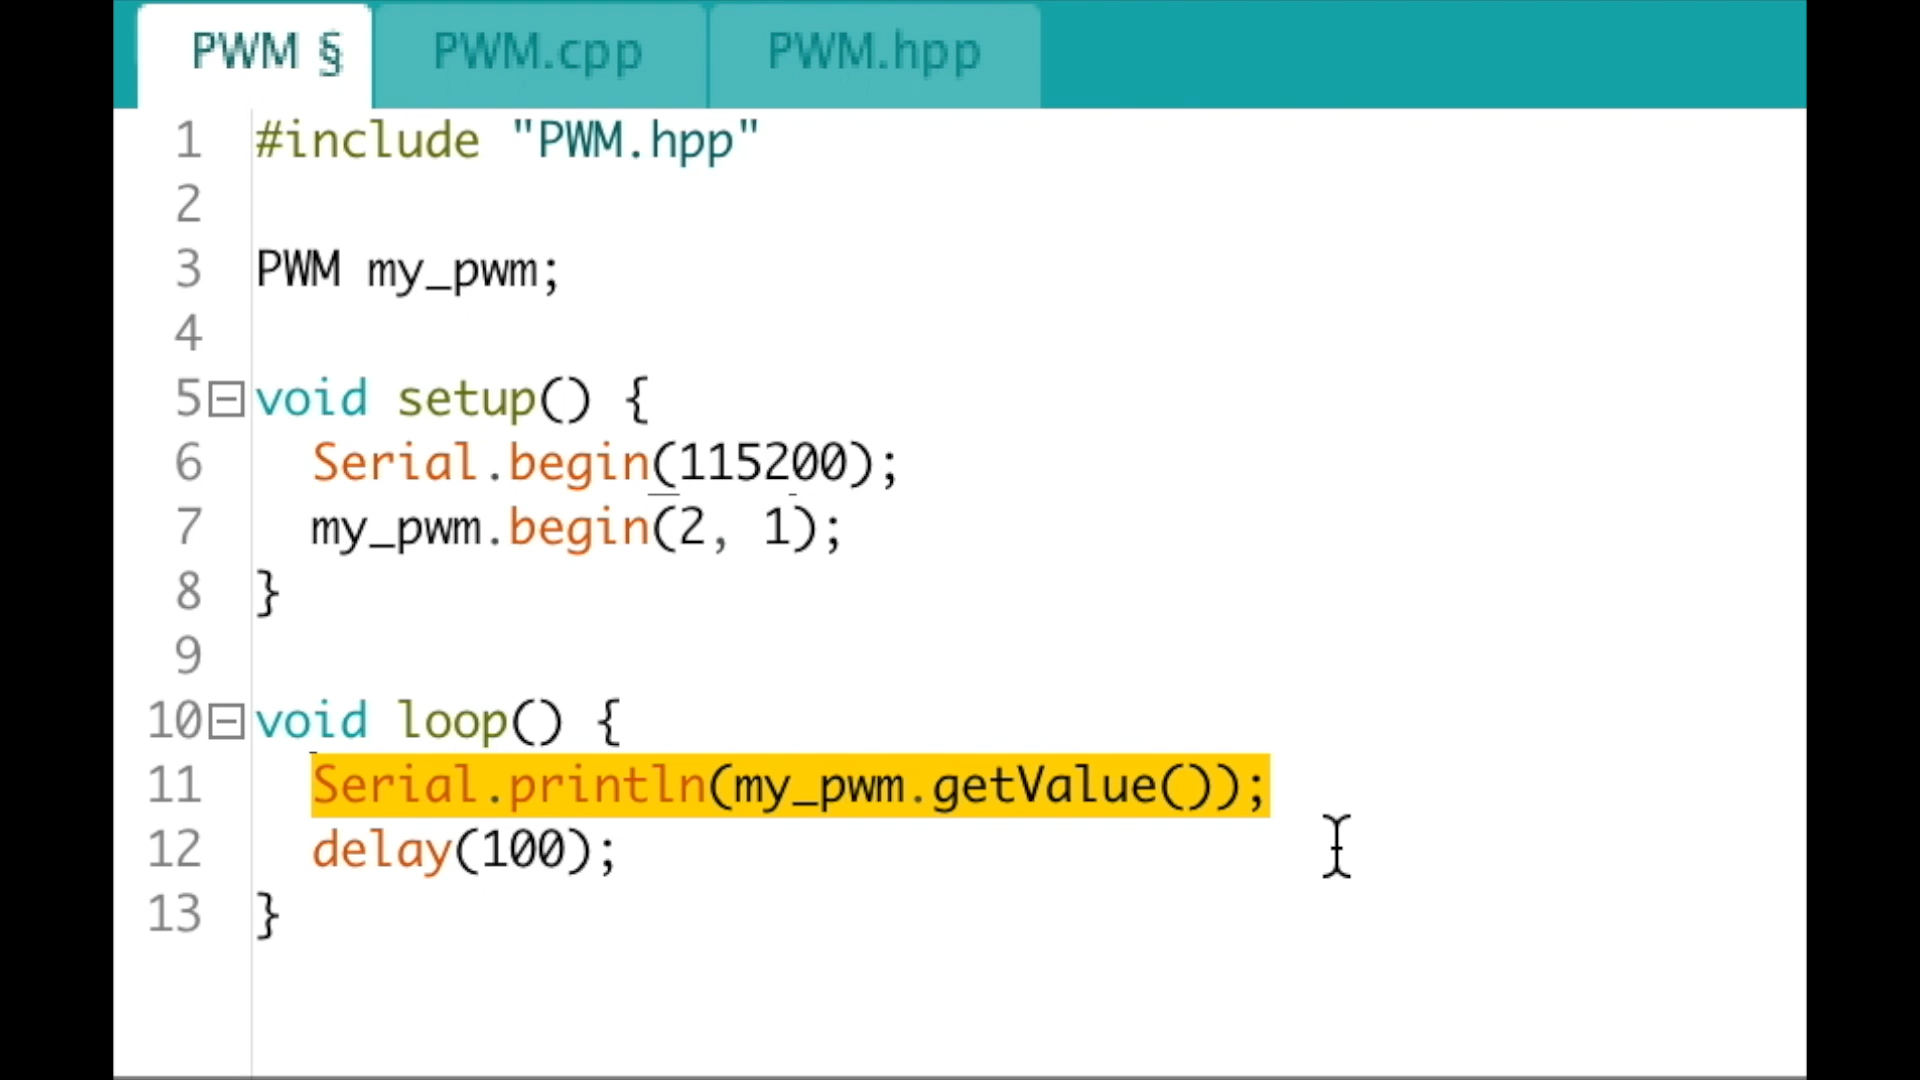 PWM § PWM.cpp PWM.hpp
1 #include "PWM.hpp"
2
3 PWM my_pwm;
4
5 void setup() {
6 Serial.begin(115200);
7 my_pwm.begin(2, 1);
8 }
9
10 void loop() {
11 Serial.println(my_pwm.getValue());
12 delay(100);
13 }